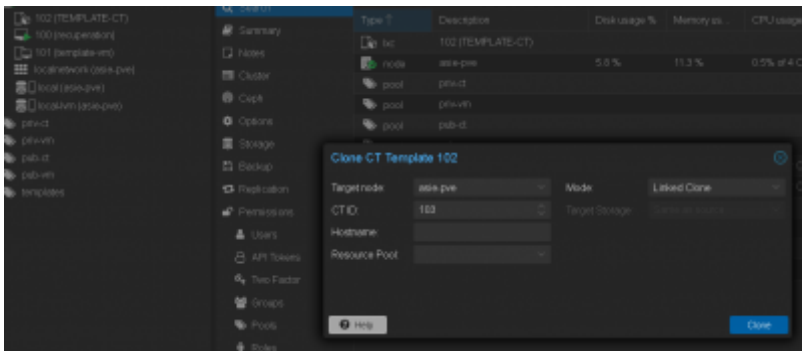 102 (TEMPLATE-CT)
100 (recuperation)
101 (template-vm)
localnetwork (asie-pve)
local (asie-pve)
local-lvm (asie-pve)
priv-ct
priv-vm
pub-ct
pub-vm
templates
Search
Summary
Notes
Cluster
Ceph
Options
Storage
Backup
Replication
Permissions
Users
API Tokens
Two Factor
Groups
Pools
Roles
Type ↑ Description Disk usage % Memory us... CPU usage
lxc 102 (TEMPLATE-CT)
node asie-pve 5.8 % 11.3 % 0.5% of 4 C
pool priv-ct
pool priv-vm
pool pub-ct
Clone CT Template 102
Target node: asie-pve Mode: Linked Clone
CT ID: 103 Target Storage:
Hostname:
Resource Pool:
Help Clone